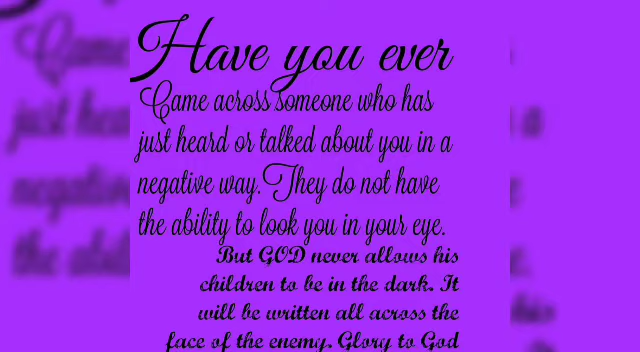 Have you ever
Came across someone who has
just heard or talked about you in a
negative way. They do not have
the ability to look you in your eye.
But GOD never allows his
children to be in the dark. It
will be written all across the
face of the enemy. Glory to God